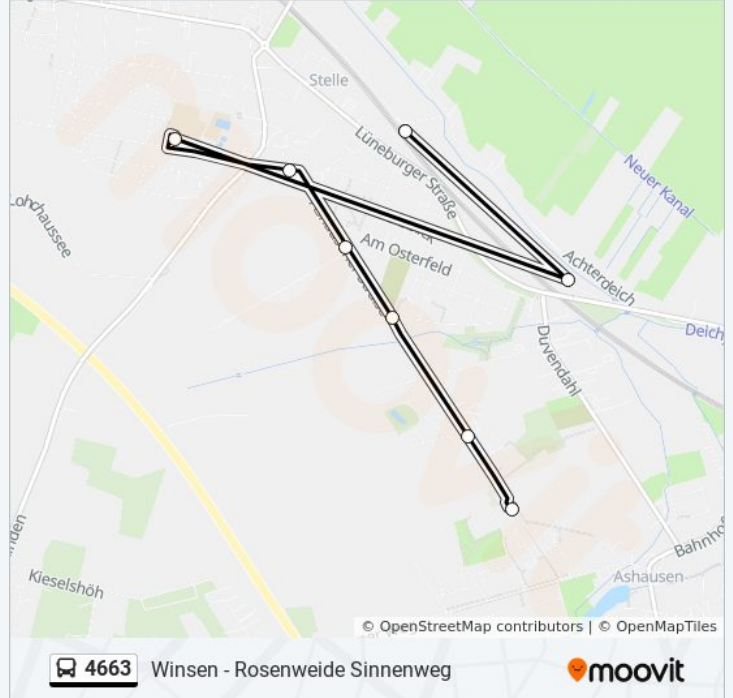 Stelle
Lüneburger Straße
Neuer Kanal
Am Osterfeld
Achterdeich
Deich
Duvendahl
Kieselshöh
Bahnhof
Ashausen
© OpenStreetMap contributors | © OpenMapTiles
4663 Winsen - Rosenweide Sinnenweg
moovit